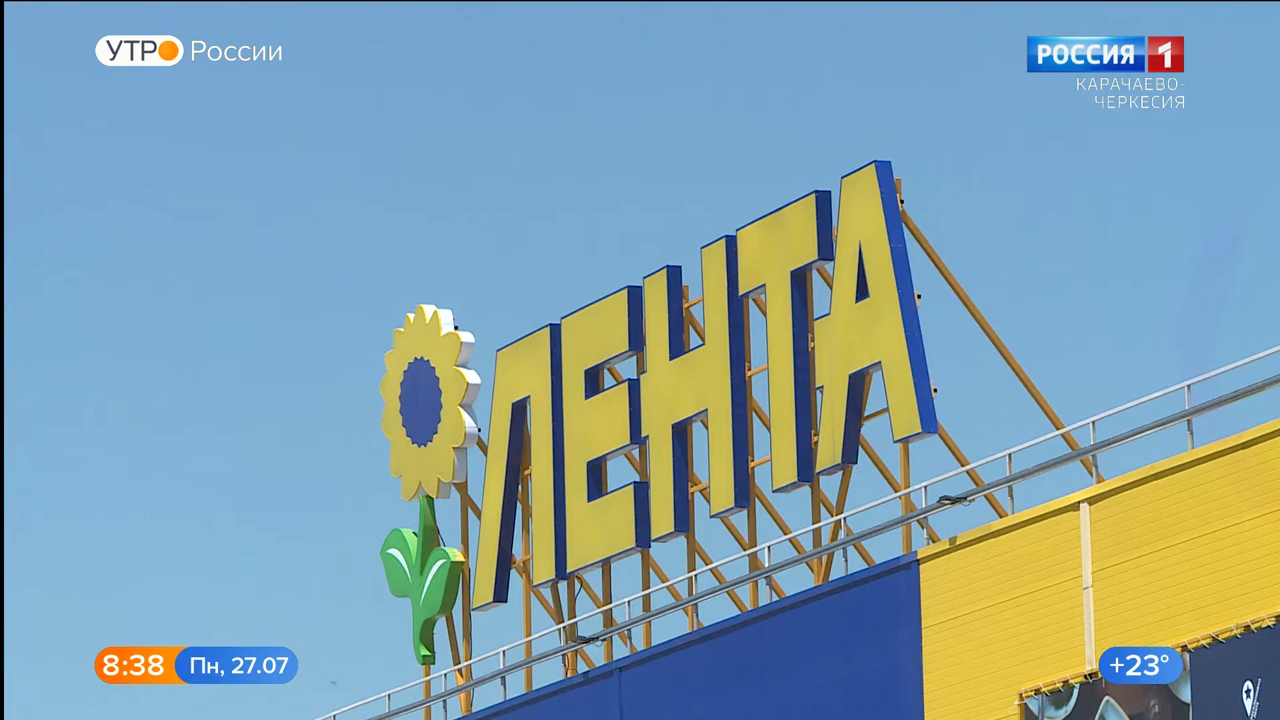 УТРО России
РОССИЯ 1
КАРАЧАЕВО-
ЧЕРКЕСИЯ
ЛЕНТА
8:38 Пн, 27.07
+23°